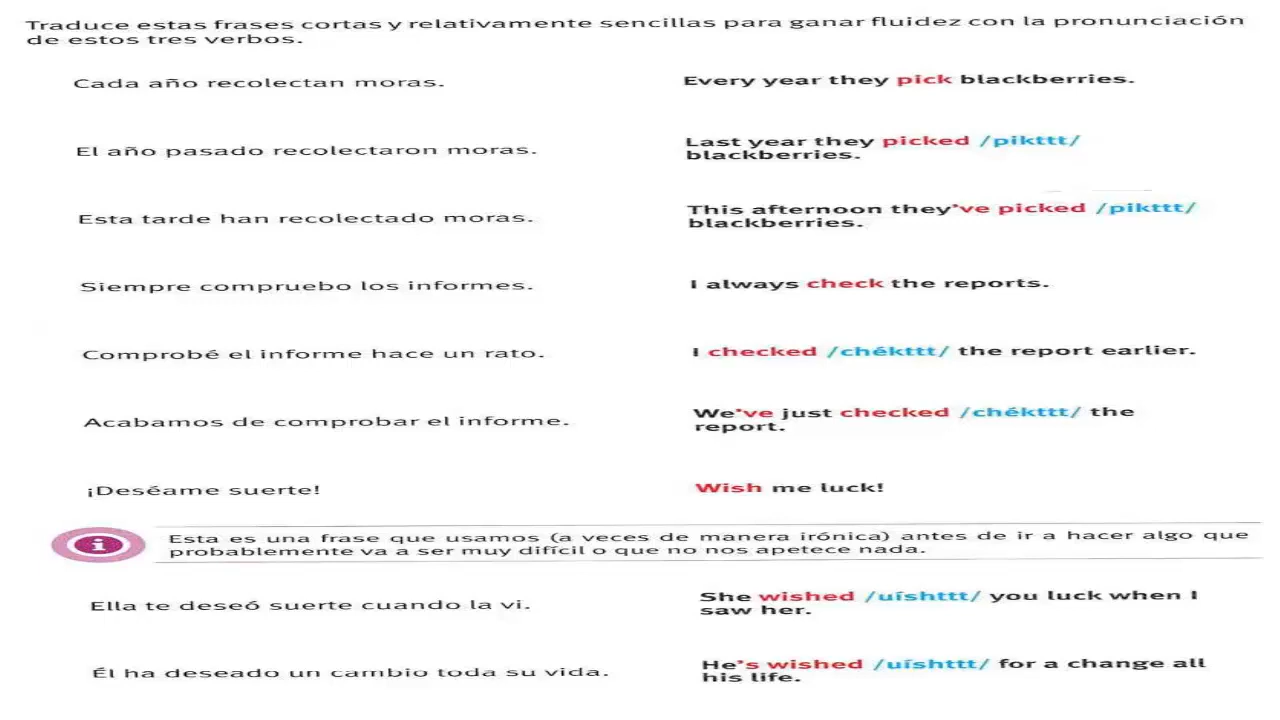 Traduce estas frases cortas y relativamente sencillas para ganar fluidez con la pronunciación
de estos tres verbos.
Cada año recolectan moras.
Every year they pick blackberries.
El año pasado recolectaron moras.
Last year they picked /pikttt/
blackberries.
Esta tarde han recolectado moras.
This afternoon they've picked /pikttt/
blackberries.
Siempre compruebo los informes.
I always check the reports.
Comprobé el informe hace un rato.
I checked /chékttt/ the report earlier.
Acabamos de comprobar el informe.
We've just checked /chékttt/ the
report.
¡Deséame suerte!
Wish me luck!
i
Esta es una frase que usamos (a veces de manera irónica) antes de ir a hacer algo que
probablemente va a ser muy difícil o que no nos apetece nada.
Ella te deseó suerte cuando la vi.
She wished /uíshttt/ you luck when I
saw her.
Él ha deseado un cambio toda su vida.
He's wished /uíshttt/ for a change all
his life.